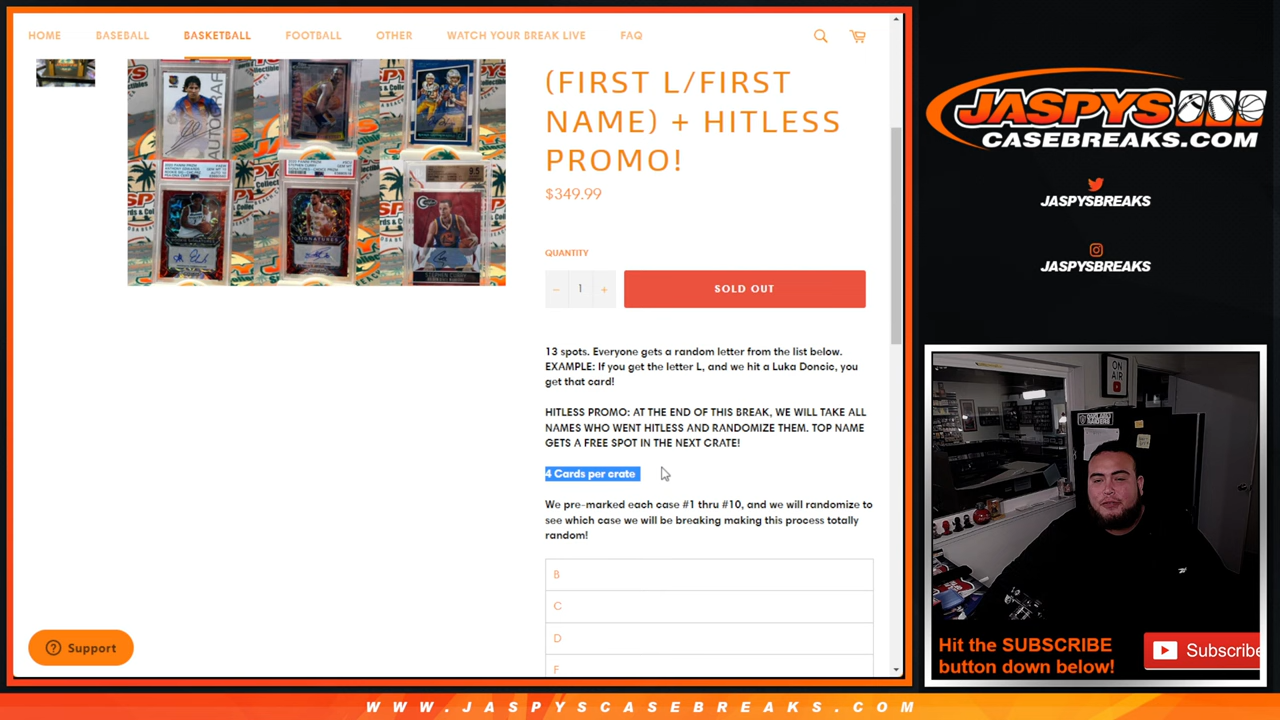 HOME
BASEBALL
BASKETBALL
FOOTBALL
OTHER
WATCH YOUR BREAK LIVE
FAQ
(FIRST L/FIRST
NAME) + HITLESS
PROMO!
$349.99
QUANTITY
− 1 +
SOLD OUT
13 spots. Everyone gets a random letter from the list below.
EXAMPLE: If you get the letter L, and we hit a Luka Doncic, you
get that card!
HITLESS PROMO: AT THE END OF THIS BREAK, WE WILL TAKE ALL
NAMES WHO WENT HITLESS AND RANDOMIZE THEM. TOP NAME
GETS A FREE SPOT IN THE NEXT CRATE!
4 Cards per crate
We pre-marked each case #1 thru #10, and we will randomize to
see which case we will be breaking making this process totally
random!
B
C
D
F
Support
JASPYS
CASEBREAKS.COM
JASPYSBREAKS
JASPYSBREAKS
ON
AIR
Hit the SUBSCRIBE
button down below!
Subscribe
WWW.JASPYSCASEBREAKS.COM